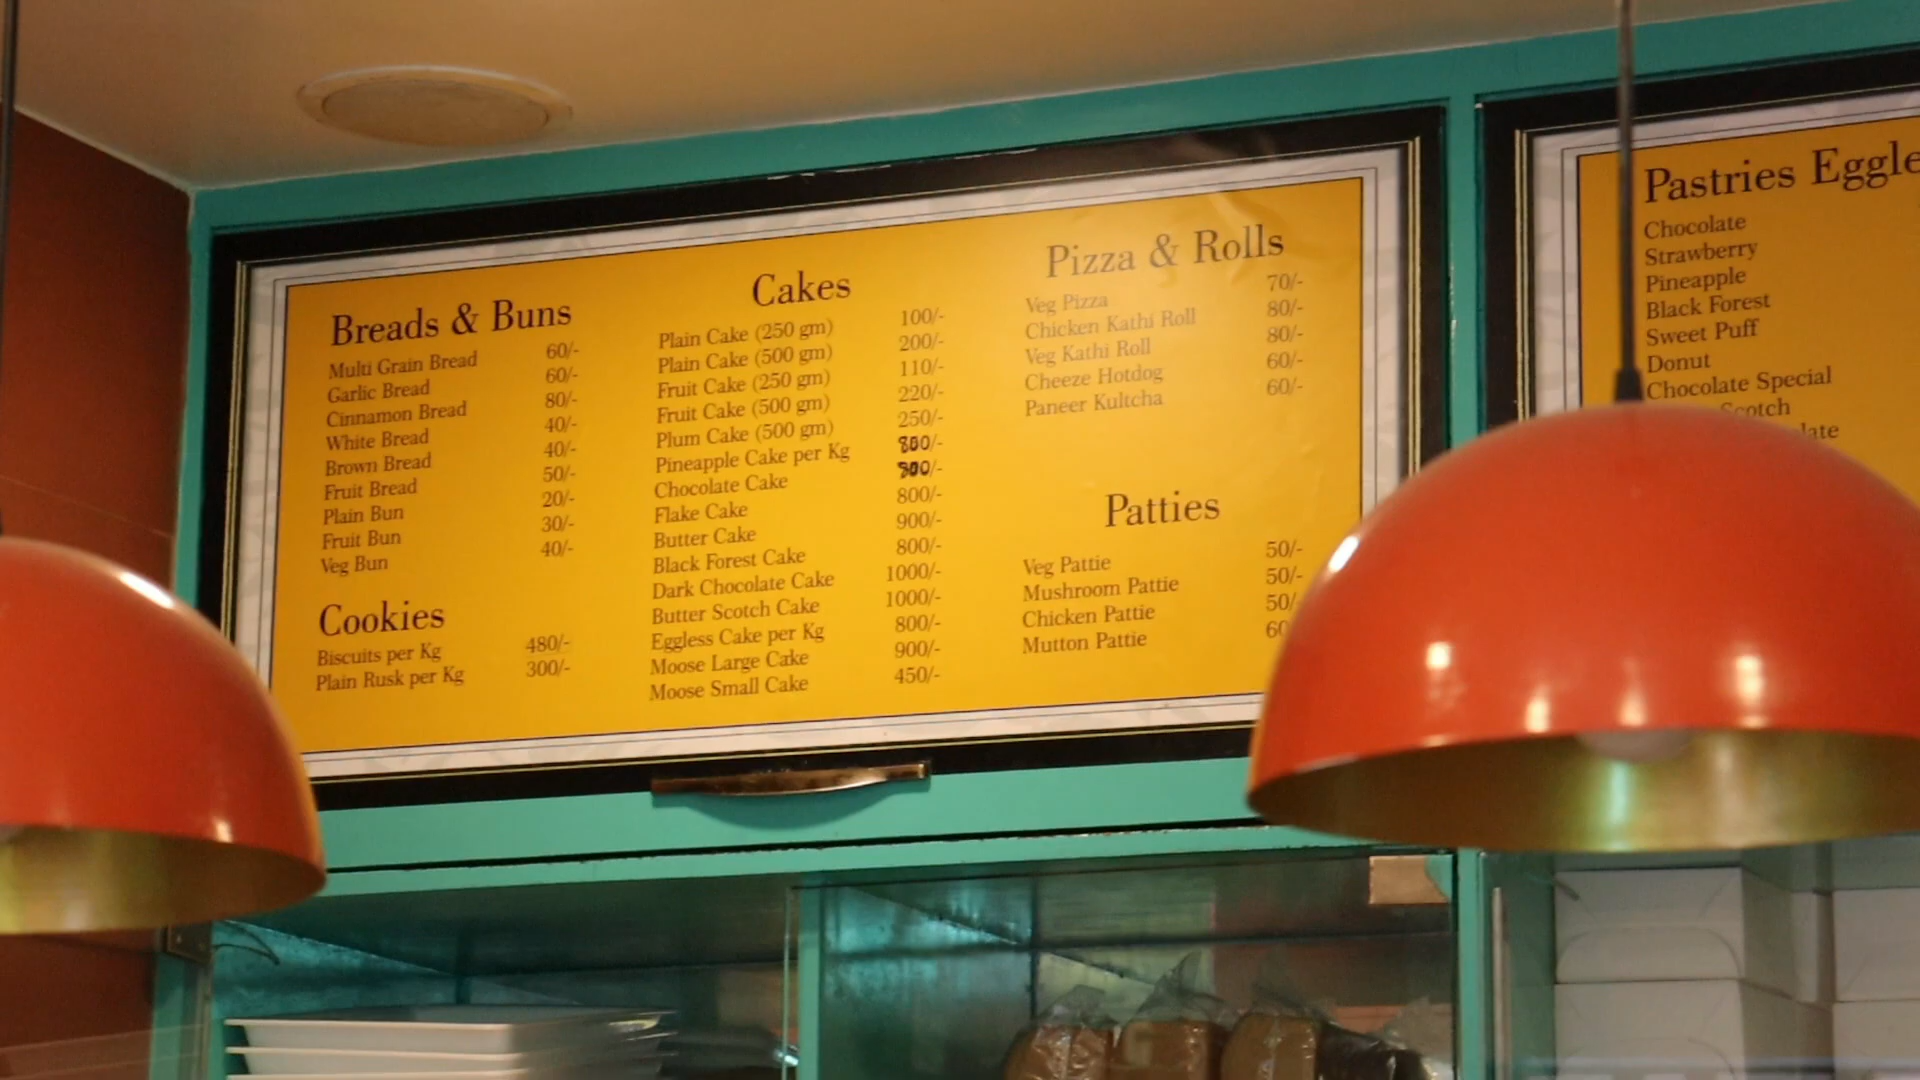 Breads & Buns
Multi Grain Bread 60/-
Garlic Bread 60/-
Cinnamon Bread 80/-
White Bread 40/-
Brown Bread 40/-
Fruit Bread 50/-
Plain Bun 20/-
Fruit Bun 30/-
Veg Bun 40/-
Cookies
Biscuits per Kg 480/-
Plain Rusk per Kg 300/-
Cakes
Plain Cake (250 gm) 100/-
Plain Cake (500 gm) 200/-
Fruit Cake (250 gm) 110/-
Fruit Cake (500 gm) 220/-
Plum Cake (500 gm) 250/-
Pineapple Cake per Kg
Chocolate Cake
Flake Cake 800/-
Butter Cake 900/-
Black Forest Cake 800/-
Dark Chocolate Cake 1000/-
Butter Scotch Cake 1000/-
Eggless Cake per Kg 800/-
Moose Large Cake 900/-
Moose Small Cake 450/-
Pizza & Rolls
Veg Pizza 70/-
Chicken Kathi Roll 80/-
Veg Kathi Roll 80/-
Cheeze Hotdog 60/-
Paneer Kultcha 60/-
Patties
Veg Pattie 50/-
Mushroom Pattie 50/-
Chicken Pattie 50/-
Mutton Pattie 60
Pastries Eggle
Chocolate
Strawberry
Pineapple
Black Forest
Sweet Puff
Donut
Chocolate Special
Scotch
late